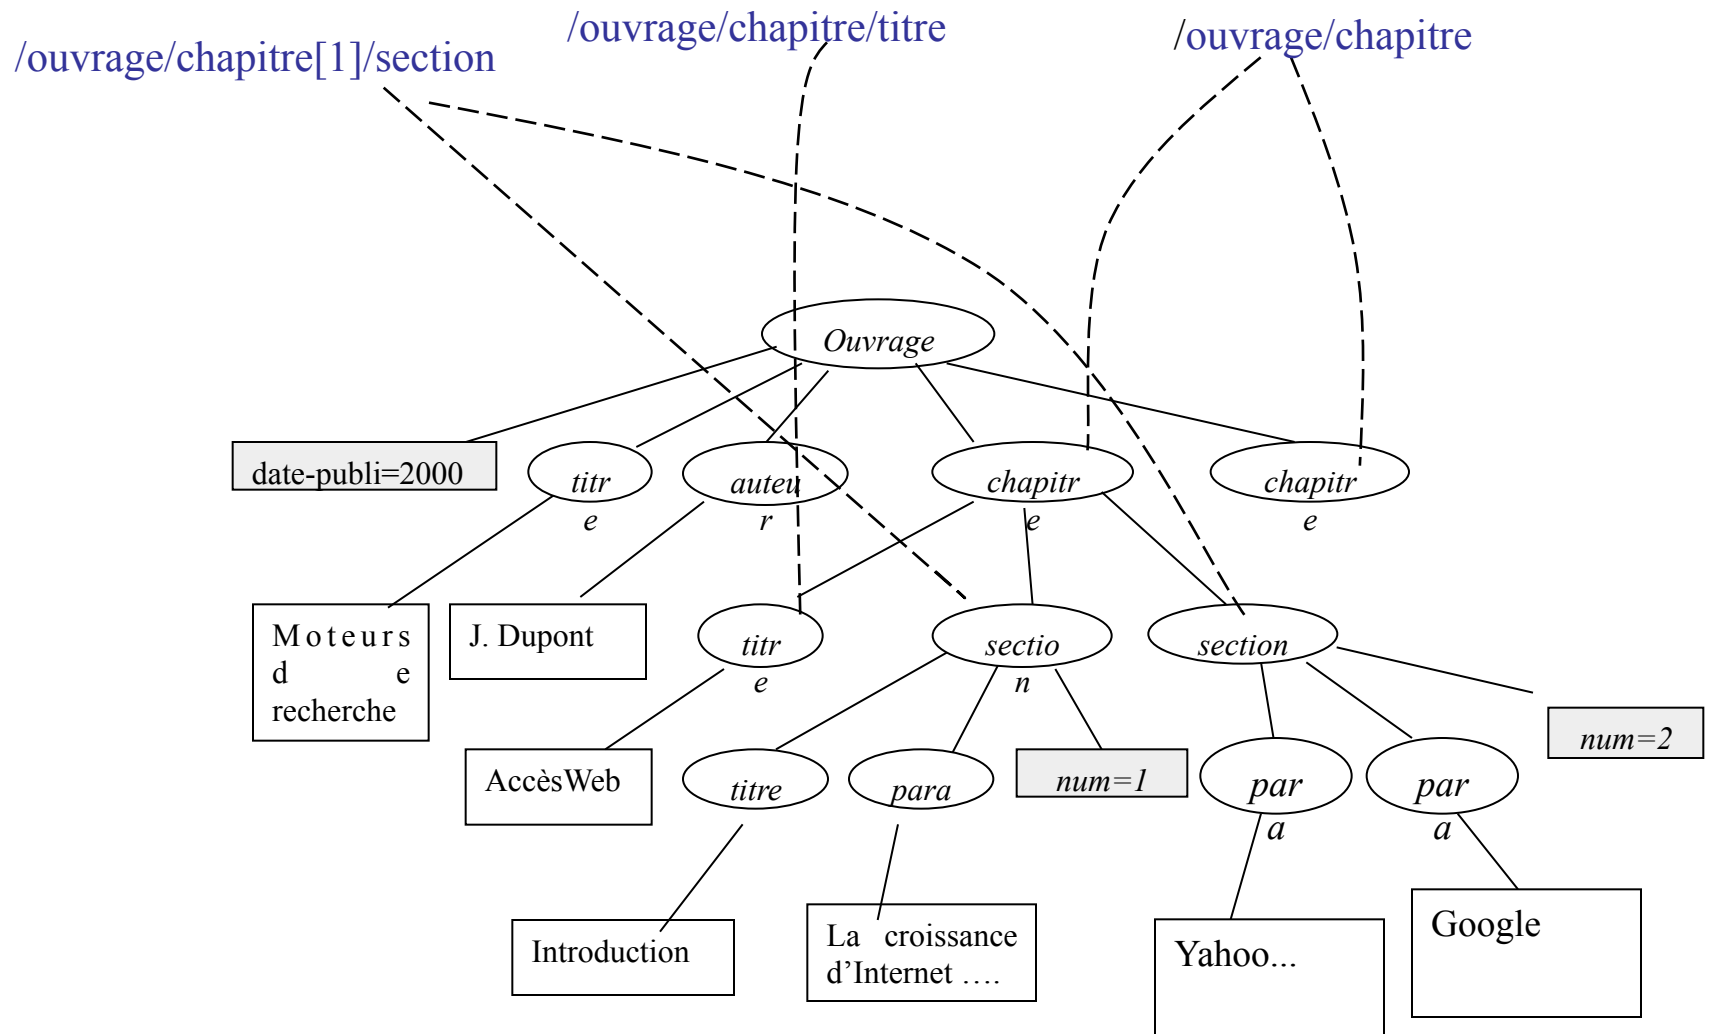 /ouvrage/chapitre[1]/section
/ouvrage/chapitre/titre
/ouvrage/chapitre
Ouvrage
date-publi=2000
titr
e
auteu
r
chapitr
e
chapitr
e
Moteurs
d e
recherche
J. Dupont
titr
e
sectio
n
section
AccèsWeb
titre
para
num=1
par
a
par
a
num=2
Introduction
La croissance
d’Internet ….
Yahoo...
Google